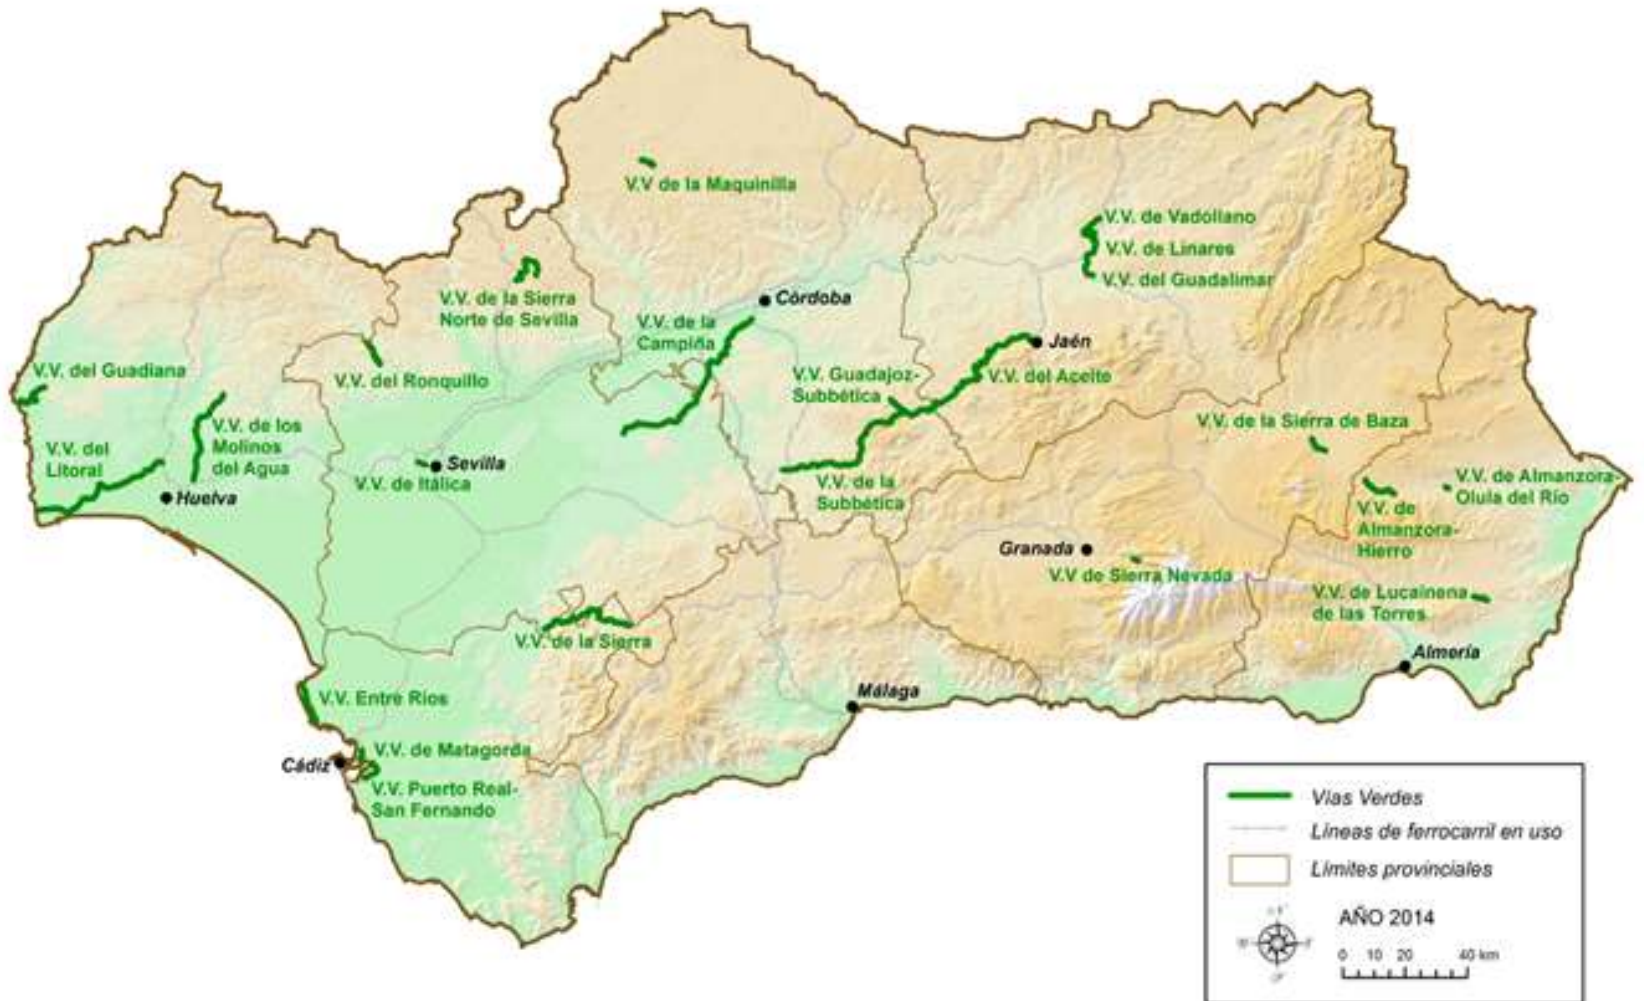 V.V de la Maquinilla
V.V. de Vadollano
V.V. de Linares
V.V. del Guadalimar
V.V. de la Sierra
Norte de Sevilla
Córdoba
V.V. de la
Campiña
Jaén
V.V. del Guadiana
V.V. del Ronquillo
V.V. Guadajoz-
Subbética
V.V. del Aceite
V.V. de los
Molinos
del Agua
V.V. de la Sierra de Baza
V.V. del
Litoral
Sevilla
V.V. de Itálica
Huelva
V.V. de la
Subbética
V.V. de Almanzora-
Olula del Río
V.V. de
Almanzora-
Hierro
Granada
V.V de Sierra Nevada
V.V. de Lucainena
de las Torres
V.V. de la Sierra
Almería
V.V. Entre Ríos
Málaga
V.V. de Matagorda
Cádiz
V.V. Puerto Real-
San Fernando
Vías Verdes
Líneas de ferrocarril en uso
Límites provinciales
AÑO 2014
0 10 20 40 km